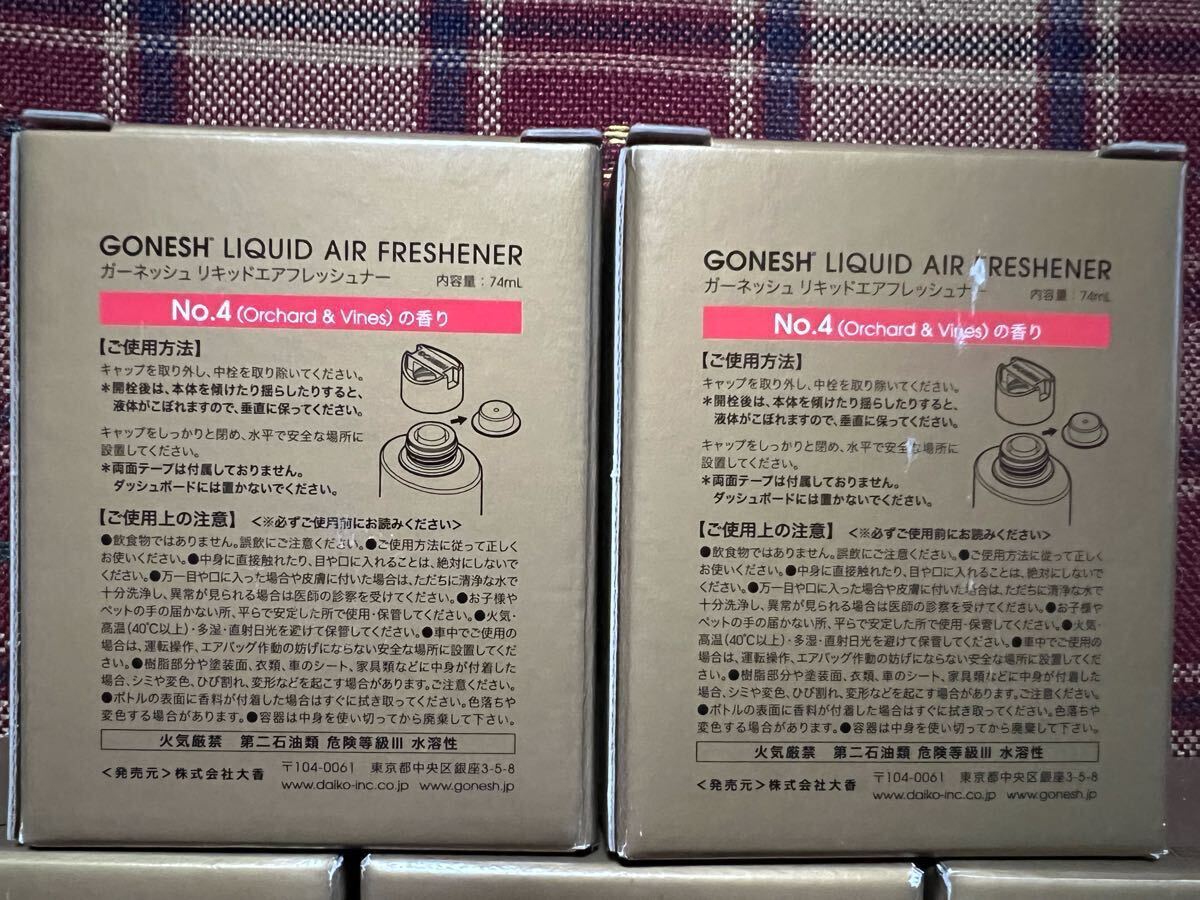 GONESH® LIQUID AIR FRESHENER
ガーネッシュ リキッドエアフレッシュナー 内容量：74mL
No.4 (Orchard & Vines) の香り
【ご使用方法】
キャップを取り外し、中栓を取り除いてください。
＊開栓後は、本体を傾けたり揺らしたりすると、
液体がこぼれますので、垂直に保ってください。
キャップをしっかりと閉め、水平で安全な場所に
設置してください。
＊両面テープは付属しておりません。
ダッシュボードには置かないでください。
GONESH
【ご使用上の注意】 ＜※必ずご使用前にお読みください＞
●飲食物ではありません。誤飲にご注意ください。●ご使用方法に従って正しく
お使いください。●中身に直接触れたり、目や口に入れることは、絶対にしないで
ください。●万一目や口に入った場合や皮膚に付いた場合は、ただちに清浄な水で
十分洗浄し、異常が見られる場合は医師の診察を受けてください。●お子様や
ペットの手の届かない所、平らで安定した所で使用・保管してください。●火気・
高温(40℃以上)・多湿・直射日光を避けて保管してください。●車中でご使用の
場合は、運転操作、エアバッグ作動の妨げにならない安全な場所に設置してくださ
い。●樹脂部分や塗装面、衣類、車のシート、家具類などに中身が付着した
場合、シミや変色、ひび割れ、変形などを起こす場合があります。ご注意ください。
●ボトルの表面に香料が付着した場合はすぐに拭き取ってください。色落ちや
変色する場合があります。●容器は中身を使い切ってから廃棄して下さい。
火気厳禁 第二石油類 危険等級Ⅲ 水溶性
＜発売元＞株式会社大香 〒104-0061 東京都中央区銀座3-5-8
www.daiko-inc.co.jp www.gonesh.jp
GONESH® LIQUID AIR FRESHENER
ガーネッシュ リキッドエアフレッシュナー 内容量：74mL
No.4 (Orchard & Vines) の香り
【ご使用方法】
キャップを取り外し、中栓を取り除いてください。
＊開栓後は、本体を傾けたり揺らしたりすると、
液体がこぼれますので、垂直に保ってください。
キャップをしっかりと閉め、水平で安全な場所に
設置してください。
＊両面テープは付属しておりません。
ダッシュボードには置かないでください。
【ご使用上の注意】 ＜※必ずご使用前にお読みください＞
●飲食物ではありません。誤飲にご注意ください。●ご使用方法に従って正しく
お使いください。●中身に直接触れたり、目や口に入れることは、絶対にしないで
ください。●万一目や口に入った場合や皮膚に付いた場合は、ただちに清浄な水で
十分洗浄し、異常が見られる場合は医師の診察を受けてください。●お子様や
ペットの手の届かない所、平らで安定した所で使用・保管してください。●火気・
高温(40℃以上)・多湿・直射日光を避けて保管してください。●車中でご使用の
場合は、運転操作、エアバッグ作動の妨げにならない安全な場所に設置してくださ
い。●樹脂部分や塗装面、衣類、車のシート、家具類などに中身が付着した
場合、シミや変色、ひび割れ、変形などを起こす場合があります。ご注意ください。
●ボトルの表面に香料が付着した場合はすぐに拭き取ってください。色落ちや
変色する場合があります。●容器は中身を使い切ってから廃棄して下さい。
火気厳禁 第二石油類 危険等級Ⅲ 水溶性
＜発売元＞株式会社大香 〒104-0061 東京都中央区銀座3-5-8
www.daiko-inc.co.jp www.gonesh.jp